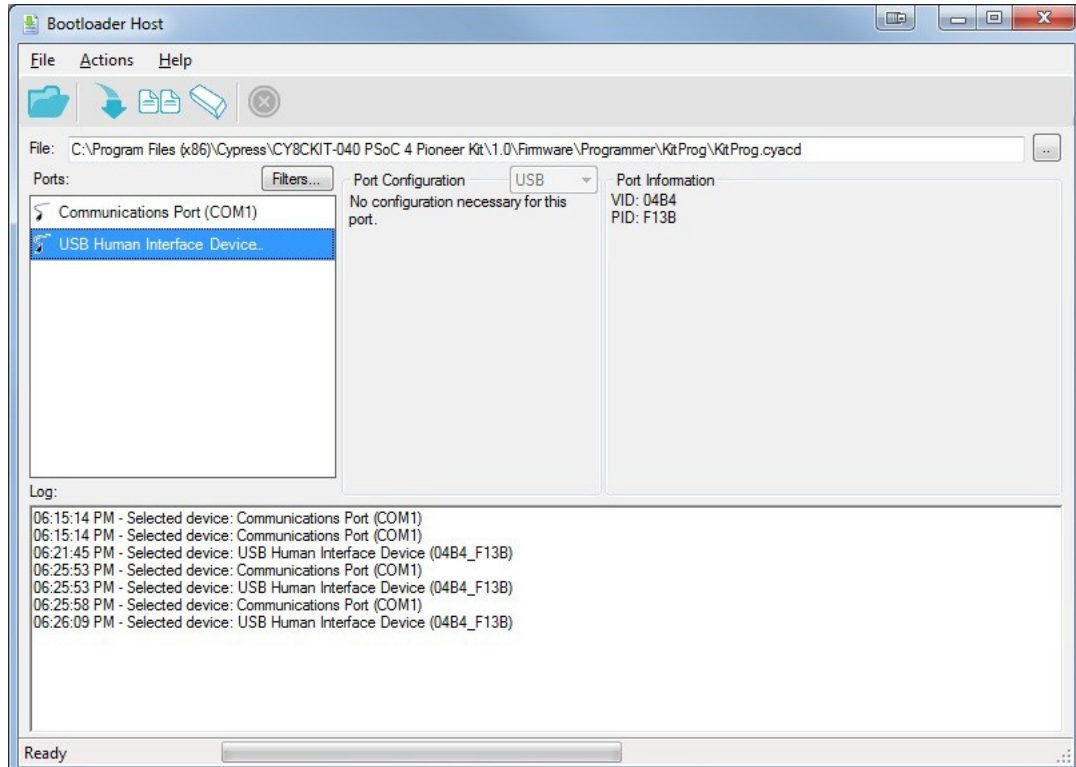 Bootloader Host
File Actions Help
File: C:\Program Files (x86)\Cypress\CY8CKIT-040 PSoC 4 Pioneer Kit\1.0\Firmware\Programmer\KitProg\KitProg.cyacd ..
Ports: Filters...
Communications Port (COM1)
USB Human Interface Device..
Port Configuration USB
No configuration necessary for this
port.
Port Information
VID: 04B4
PID: F13B
Log:
06:15:14 PM - Selected device: Communications Port (COM1)
06:15:14 PM - Selected device: Communications Port (COM1)
06:21:45 PM - Selected device: USB Human Interface Device (04B4_F13B)
06:25:53 PM - Selected device: Communications Port (COM1)
06:25:53 PM - Selected device: USB Human Interface Device (04B4_F13B)
06:25:58 PM - Selected device: Communications Port (COM1)
06:26:09 PM - Selected device: USB Human Interface Device (04B4_F13B)
Ready